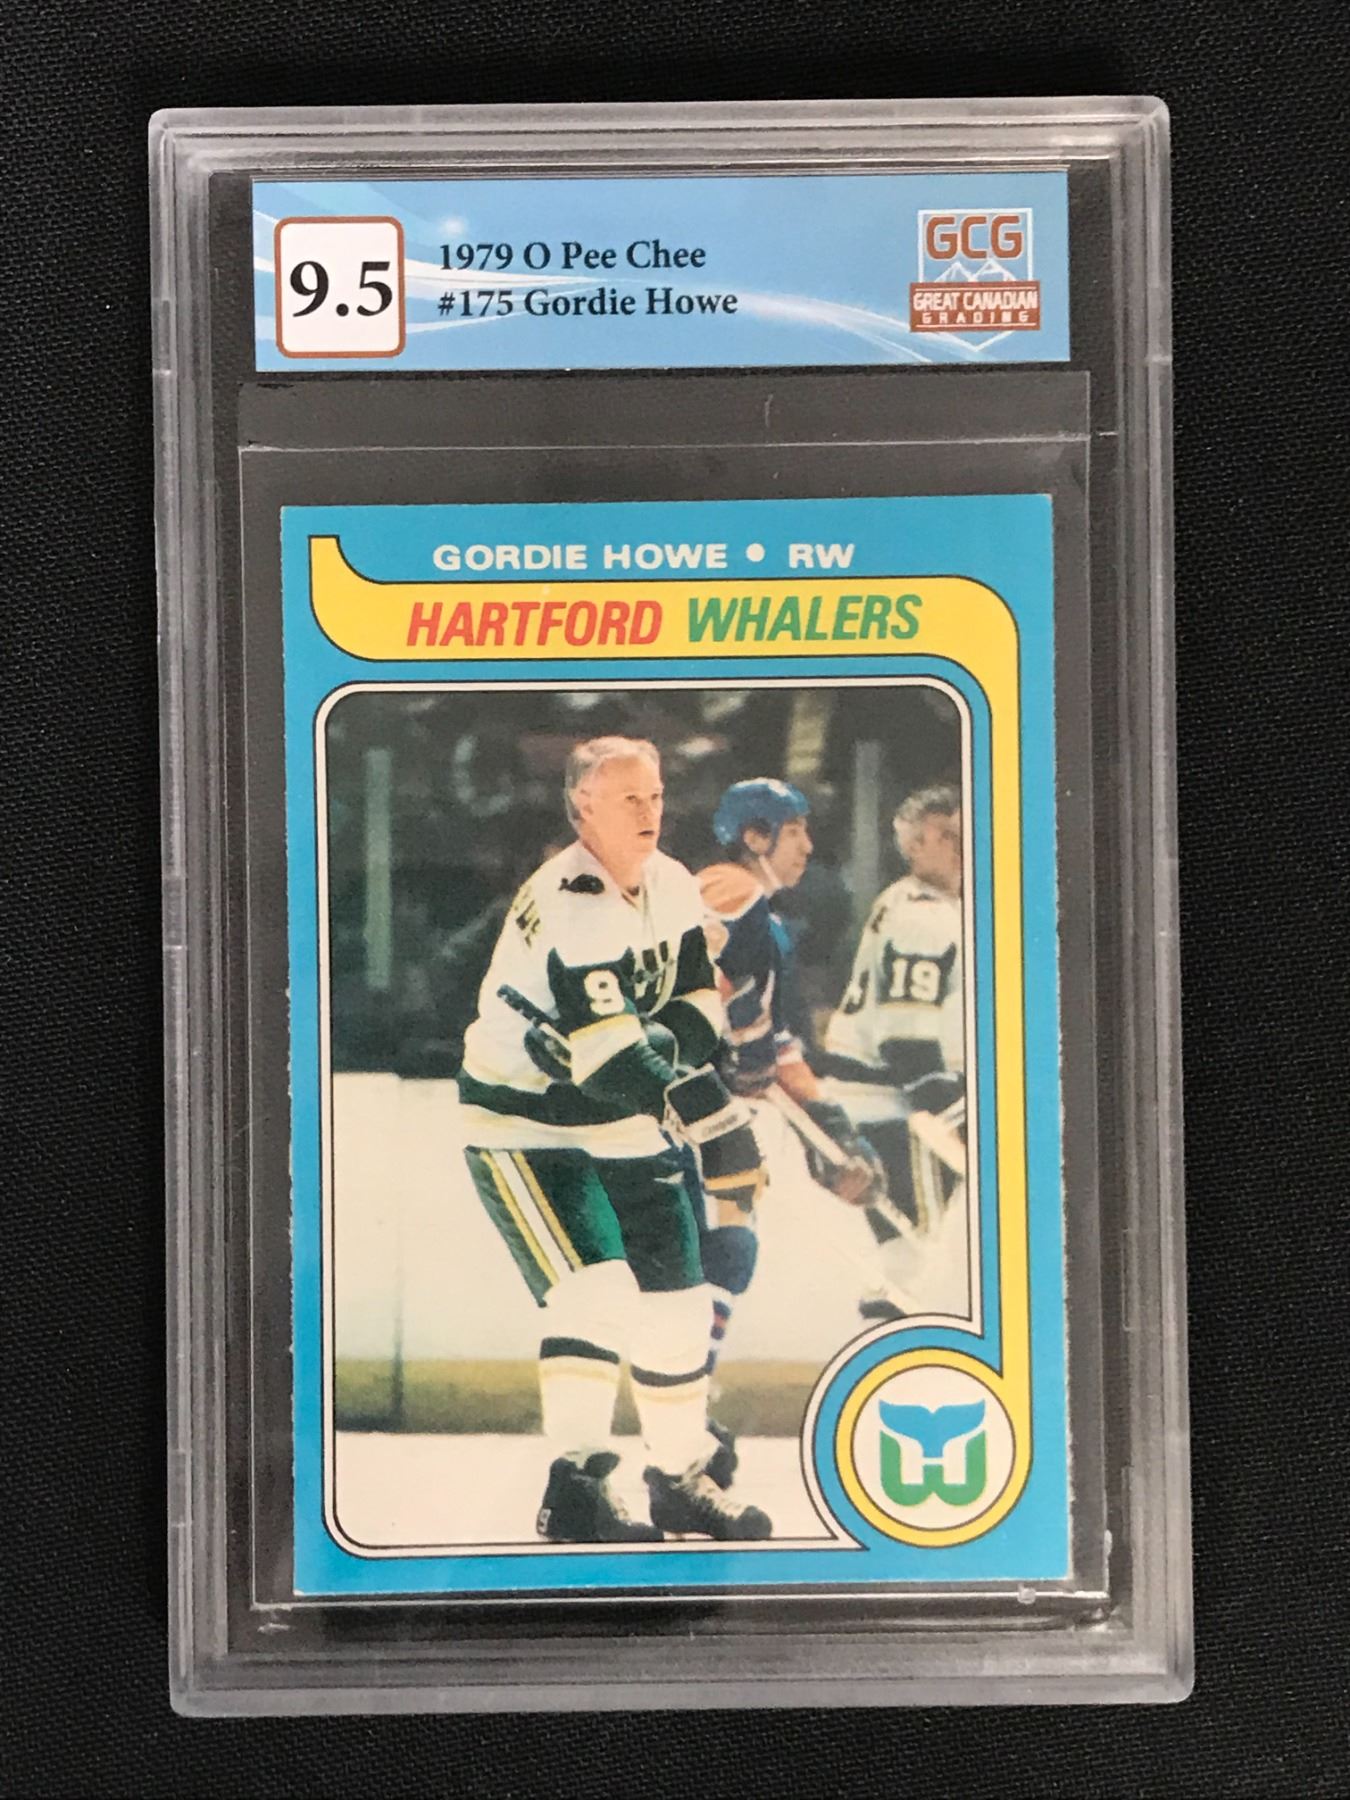 9.5
1979 O Pee Chee
#175 Gordie Howe
GCG
GREAT CANADIAN
GRADING
GORDIE HOWE • RW
HARTFORD WHALERS
9
19